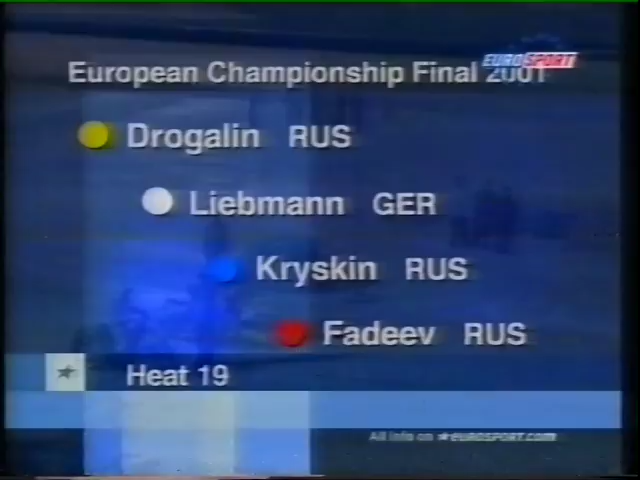 EUROSPORT
European Championship Final 2001
Drogalin RUS
Liebmann GER
Kryskin RUS
Fadeev RUS
Heat 19
All info on eurosport.com